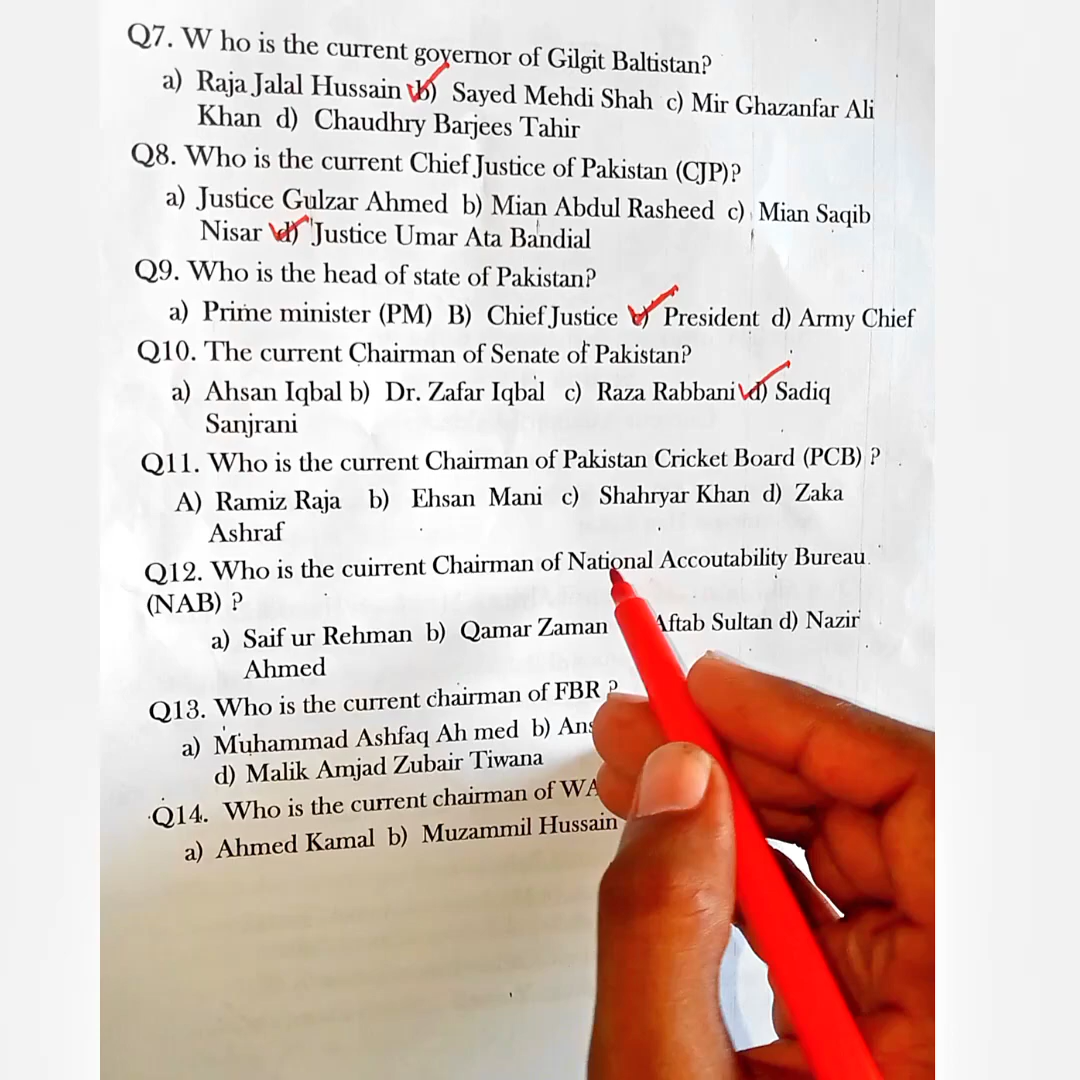 Q7. W ho is the current governor of Gilgit Baltistan?
a) Raja Jalal Hussain b) Sayed Mehdi Shah c) Mir Ghazanfar Ali
Khan d) Chaudhry Barjees Tahir
Q8. Who is the current Chief Justice of Pakistan (CJP)?
a) Justice Gulzar Ahmed b) Mian Abdul Rasheed c) Mian Saqib
Nisar d) Justice Umar Ata Bandial
Q9. Who is the head of state of Pakistan?
a) Prime minister (PM) B) Chief Justice c) President d) Army Chief
Q10. The current Chairman of Senate of Pakistan?
a) Ahsan Iqbal b) Dr. Zafar Iqbal c) Raza Rabbani d) Sadiq
Sanjrani
Q11. Who is the current Chairman of Pakistan Cricket Board (PCB) ?
A) Ramiz Raja b) Ehsan Mani c) Shahryar Khan d) Zaka
Ashraf
Q12. Who is the cuirrent Chairman of National Accoutability Bureau
(NAB) ?
a) Saif ur Rehman b) Qamar Zaman Aftab Sultan d) Nazir
Ahmed
Q13. Who is the current chairman of FBR ?
a) Muhammad Ashfaq Ah med b)
d) Malik Amjad Zubair Tiwana
Q14. Who is the current chairman of
a) Ahmed Kamal b) Muzammil Hussain